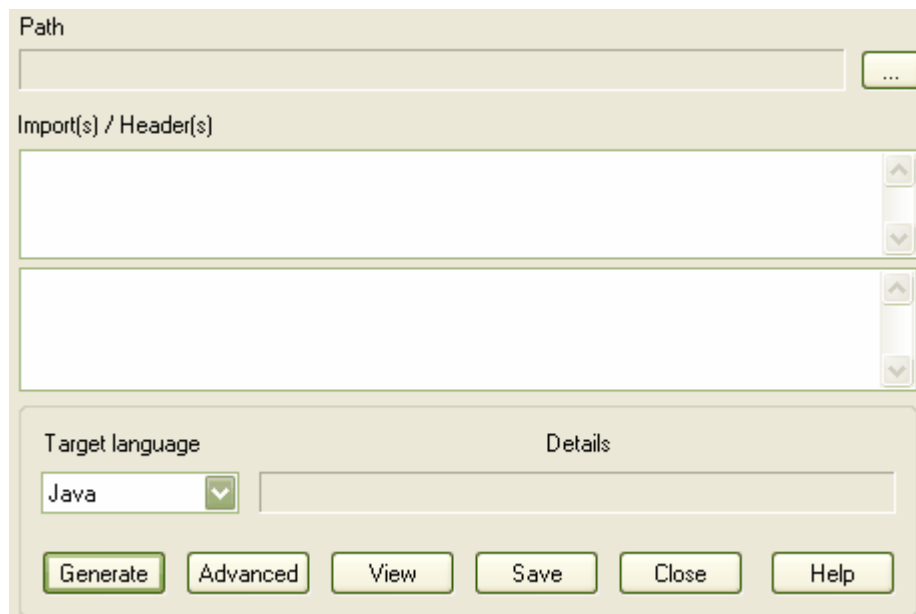 Path
...
Import(s) / Header(s)
Target language Details
Java
Generate Advanced View Save Close Help